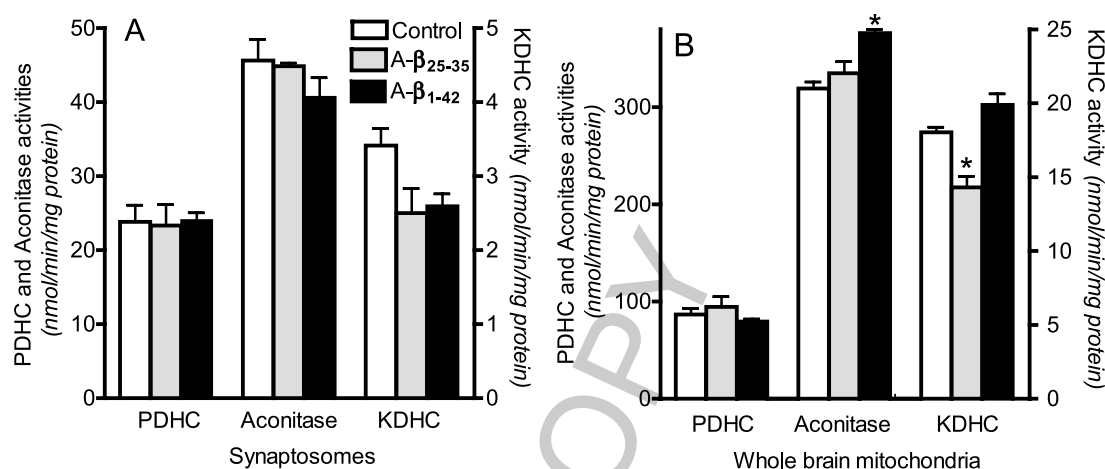 A
Control
A-β25-35
A-β1-42
PDHC and Aconitase activities
(nmol/min/mg protein)
50
40
30
20
10
0
5
4
3
2
1
0
KDHC activity (nmol/min/mg protein)
PDHC Aconitase KDHC
Synaptosomes
B
*
*
PDHC and Aconitase activities
(nmol/min/mg protein)
300
200
100
0
25
20
15
10
5
0
KDHC activity (nmol/min/mg protein)
PDHC Aconitase KDHC
Whole brain mitochondria
OPY